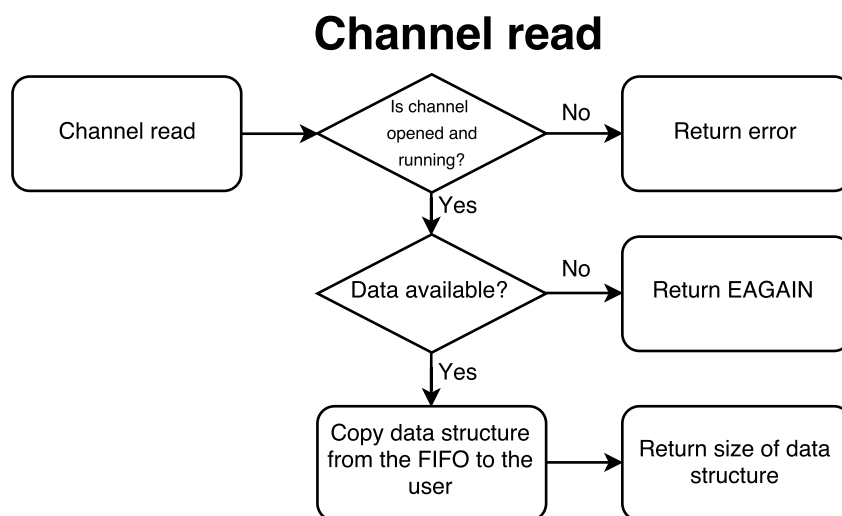 Channel read
Channel read
Is channel
opened and
running?
No
Return error
Yes
Data available?
No
Return EAGAIN
Yes
Copy data structure
from the FIFO to the
user
Return size of data
structure